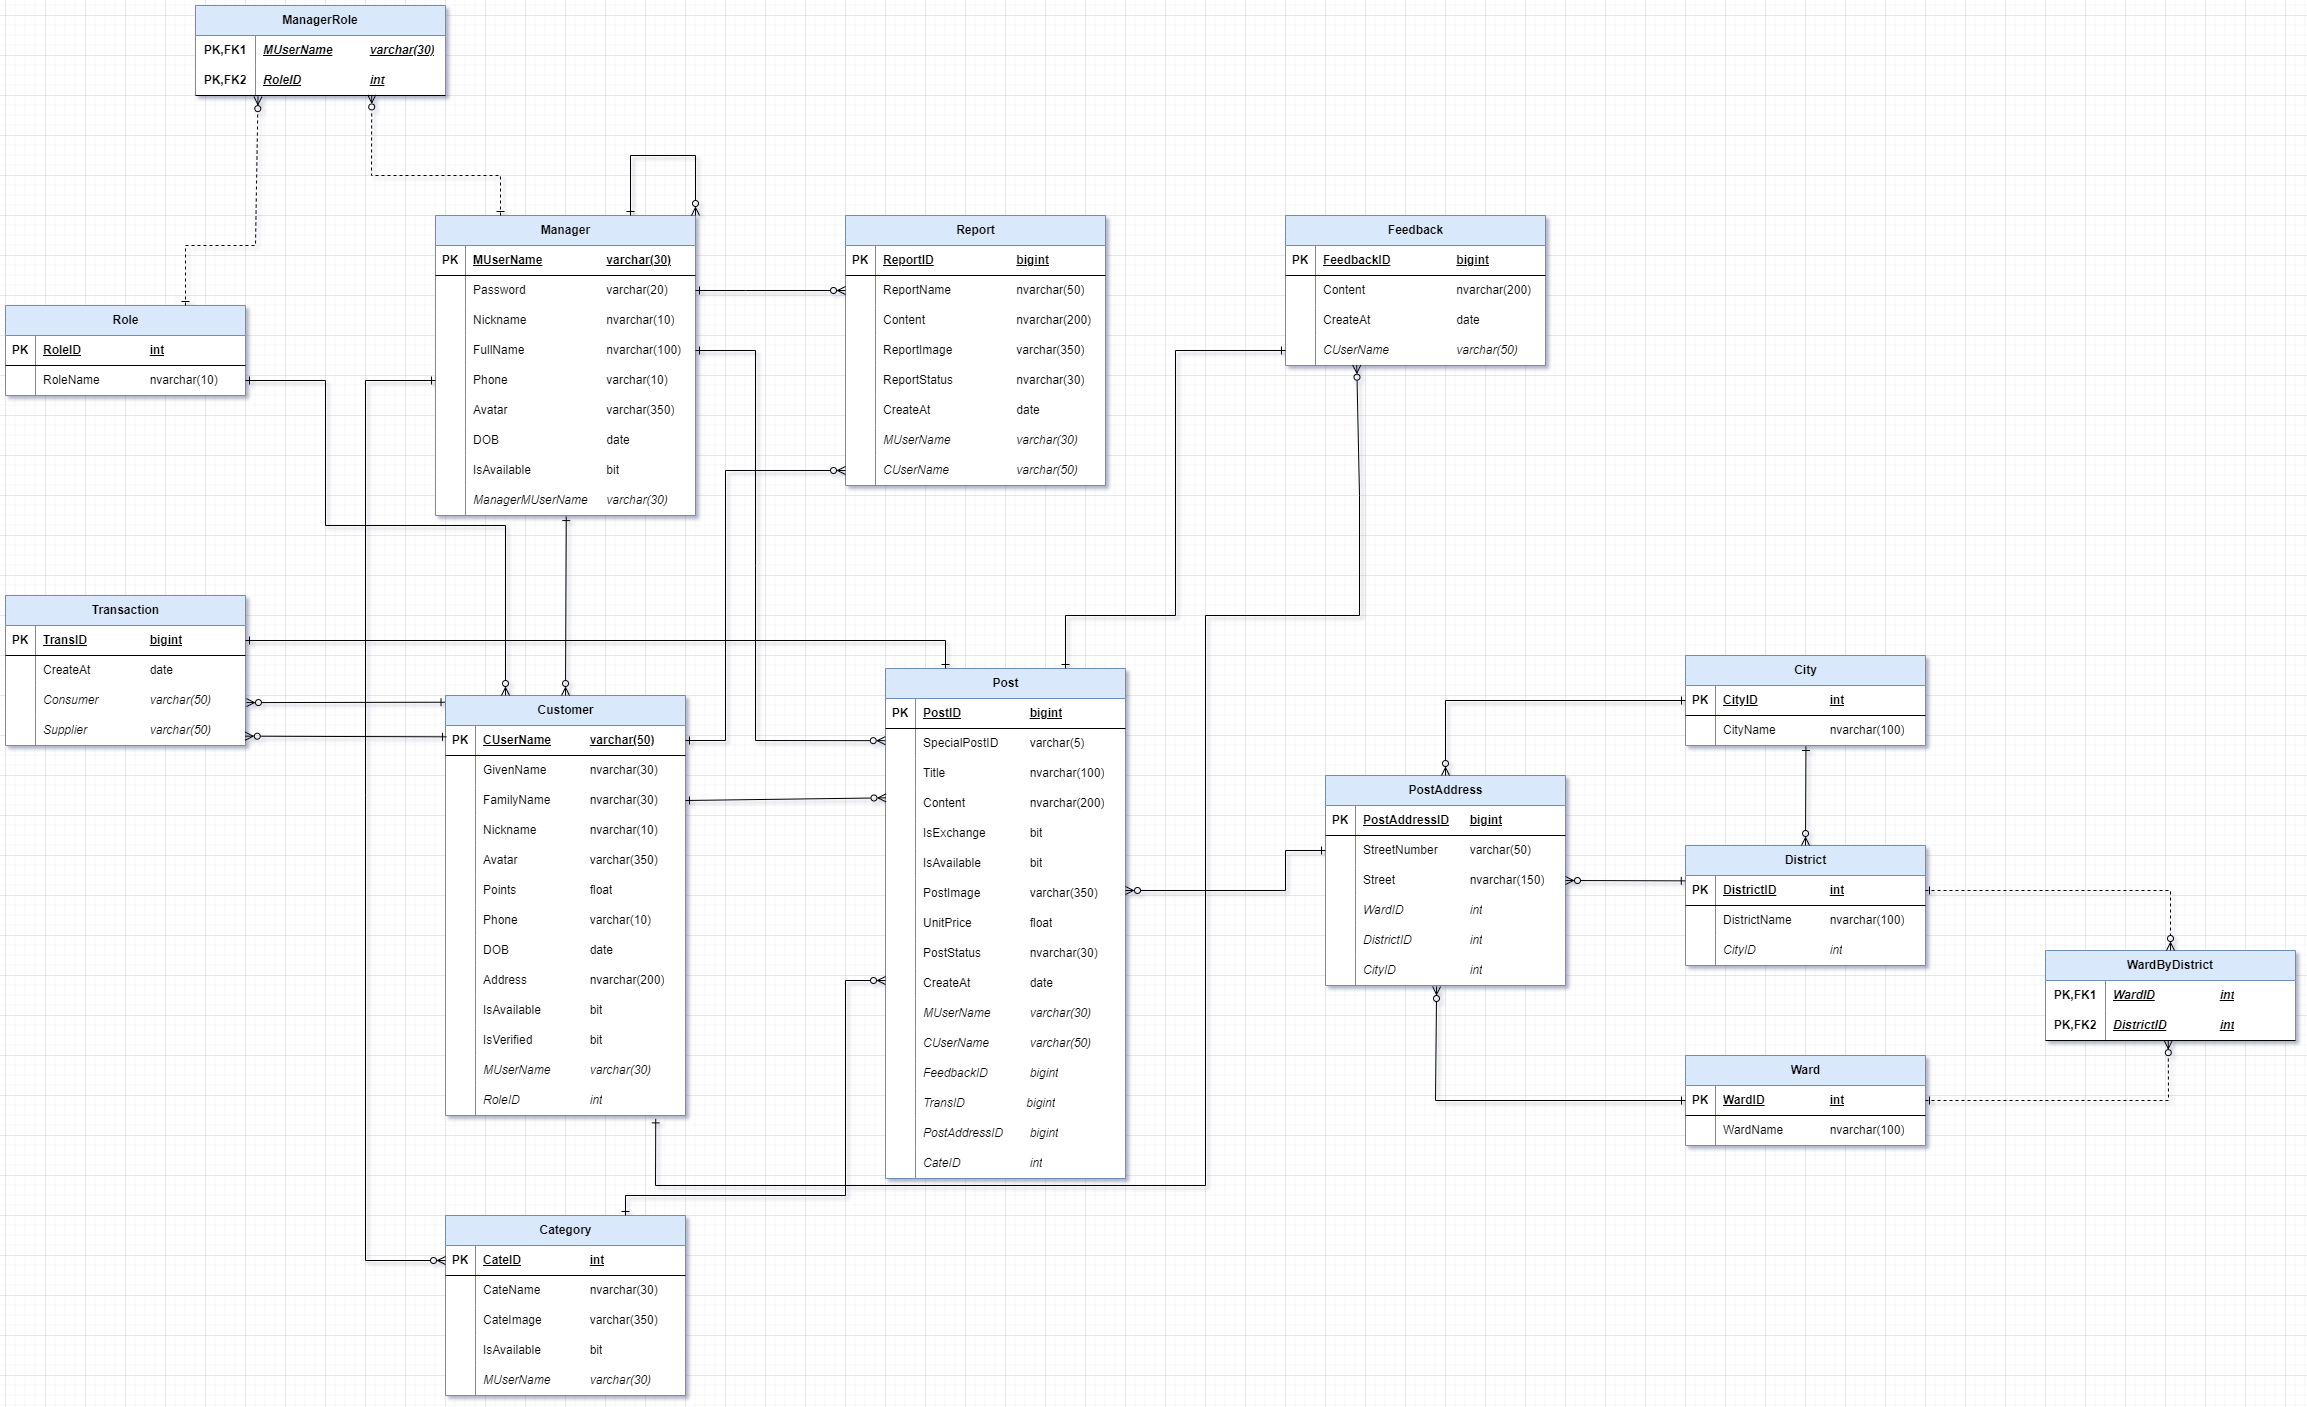 ManagerRole
PK,FK1 MUserName varchar(30)
PK,FK2 RoleID int
Manager
PK MUserName varchar(30)
Password varchar(20)
Nickname nvarchar(10)
FullName nvarchar(100)
Phone varchar(10)
Avatar varchar(350)
DOB date
IsAvailable bit
ManagerMUserName varchar(30)
Report
PK ReportID bigint
ReportName nvarchar(50)
Content nvarchar(200)
ReportImage varchar(350)
ReportStatus nvarchar(30)
CreateAt date
MUserName varchar(30)
CUserName varchar(50)
Feedback
PK FeedbackID bigint
Content nvarchar(200)
CreateAt date
CUserName varchar(50)
Role
PK RoleID int
RoleName nvarchar(10)
Transaction
PK TransID bigint
CreateAt date
Consumer varchar(50)
Supplier varchar(50)
Customer
PK CUserName varchar(50)
GivenName nvarchar(30)
FamilyName nvarchar(30)
Nickname nvarchar(10)
Avatar varchar(350)
Points float
Phone varchar(10)
DOB date
Address nvarchar(200)
IsAvailable bit
IsVerified bit
MUserName varchar(30)
RoleID int
Post
PK PostID bigint
SpecialPostID varchar(5)
Title nvarchar(100)
Content nvarchar(200)
IsExchange bit
IsAvailable bit
PostImage varchar(350)
UnitPrice float
PostStatus nvarchar(30)
CreateAt date
MUserName varchar(30)
CUserName varchar(50)
FeedbackID bigint
TransID bigint
PostAddressID bigint
CateID int
City
PK CityID int
CityName nvarchar(100)
PostAddress
PK PostAddressID bigint
StreetNumber varchar(50)
Street nvarchar(150)
WardID int
DistrictID int
CityID int
District
PK DistrictID int
DistrictName nvarchar(100)
CityID int
WardByDistrict
PK,FK1 WardID int
PK,FK2 DistrictID int
Ward
PK WardID int
WardName nvarchar(100)
Category
PK CateID int
CateName nvarchar(30)
CateImage varchar(350)
IsAvailable bit
MUserName varchar(30)